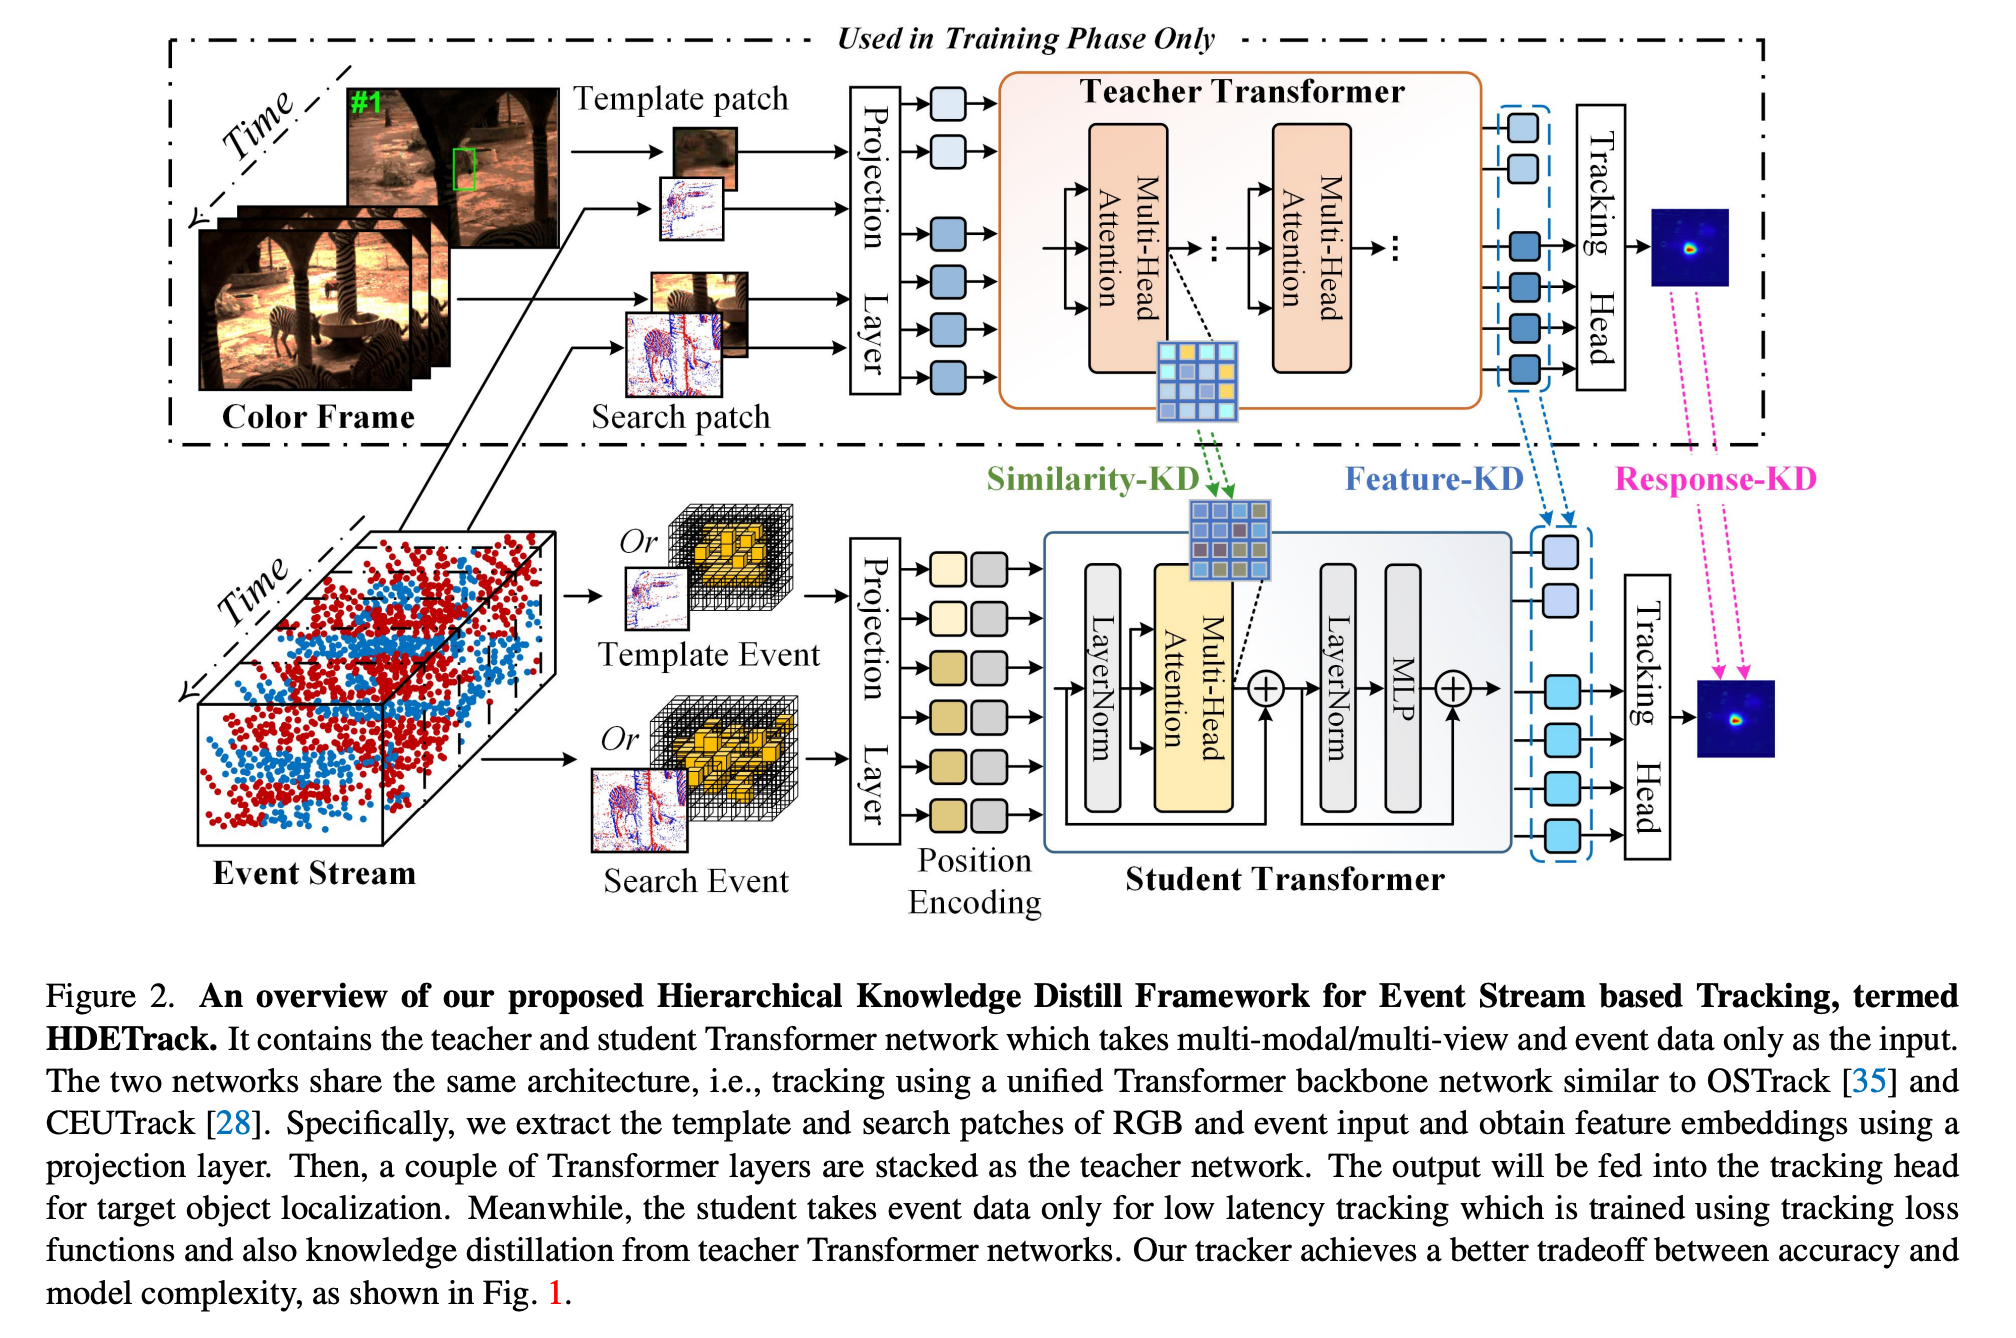 Used in Training Phase Only
Time
#1
Color Frame
Template patch
Search patch
Projection Layer
Teacher Transformer
Multi-Head Attention
...
Multi-Head Attention
...
Tracking Head
Similarity-KD
Feature-KD
Response-KD
Time
Event Stream
Or
Template Event
Or
Search Event
Projection Layer
Position
Encoding
LayerNorm
Multi-Head Attention
LayerNorm
MLP
Student Transformer
Tracking Head
Figure 2. An overview of our proposed Hierarchical Knowledge Distill Framework for Event Stream based Tracking, termed
HDETrack. It contains the teacher and student Transformer network which takes multi-modal/multi-view and event data only as the input.
The two networks share the same architecture, i.e., tracking using a unified Transformer backbone network similar to OSTrack [35] and
CEUTrack [28]. Specifically, we extract the template and search patches of RGB and event input and obtain feature embeddings using a
projection layer. Then, a couple of Transformer layers are stacked as the teacher network. The output will be fed into the tracking head
for target object localization. Meanwhile, the student takes event data only for low latency tracking which is trained using tracking loss
functions and also knowledge distillation from teacher Transformer networks. Our tracker achieves a better tradeoff between accuracy and
model complexity, as shown in Fig. 1.